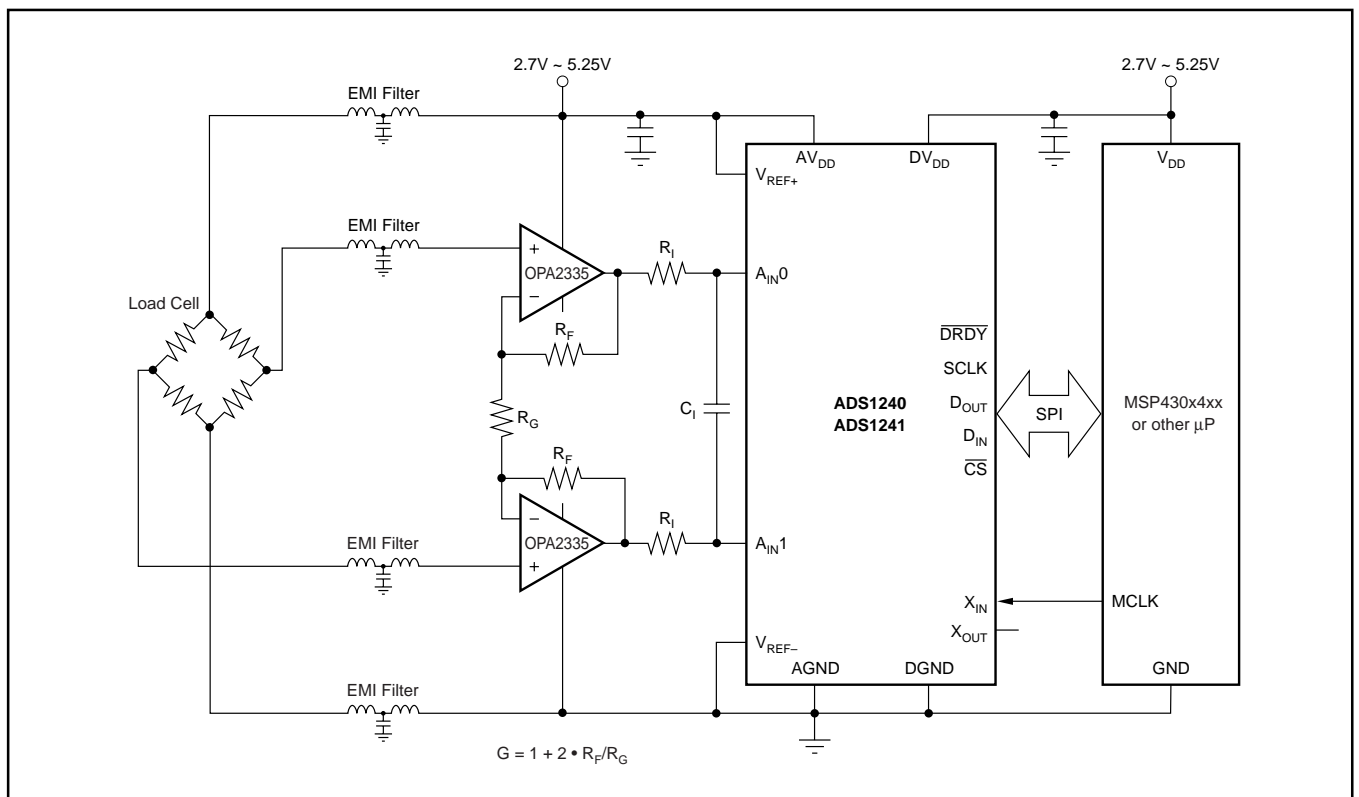 2.7V ~ 5.25V
2.7V ~ 5.25V
EMI Filter
AVDD
DVDD
VDD
VREF+
EMI Filter
+
OPA2335
−
RI
AIN0
Load Cell
RF
DRDY
SCLK
RG
CI
ADS1240
ADS1241
DOUT
DIN
CS
SPI
MSP430x4xx
or other µP
RF
−
OPA2335
+
RI
AIN1
EMI Filter
XIN
MCLK
XOUT
VREF−
AGND
DGND
GND
EMI Filter
G = 1 + 2 • RF/RG